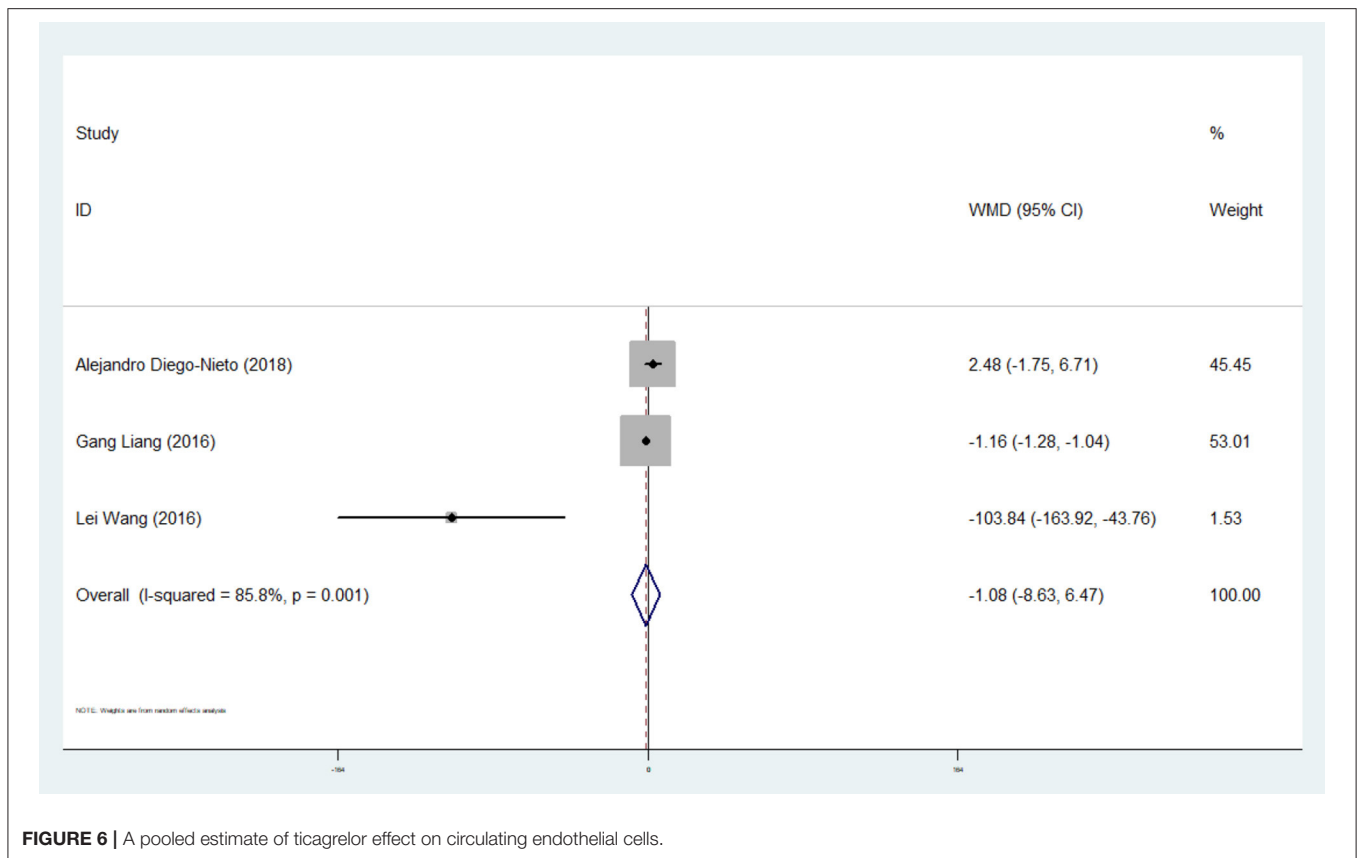 Study %
ID WMD (95% CI) Weight
Alejandro Diego-Nieto (2018) 2.48 (-1.75, 6.71) 45.45
Gang Liang (2016) -1.16 (-1.28, -1.04) 53.01
Lei Wang (2016) -103.84 (-163.92, -43.76) 1.53
Overall (I-squared = 85.8%, p = 0.001) -1.08 (-8.63, 6.47) 100.00
NOTE: Weights are from random effects analysis
-164 0 164
FIGURE 6 | A pooled estimate of ticagrelor effect on circulating endothelial cells.